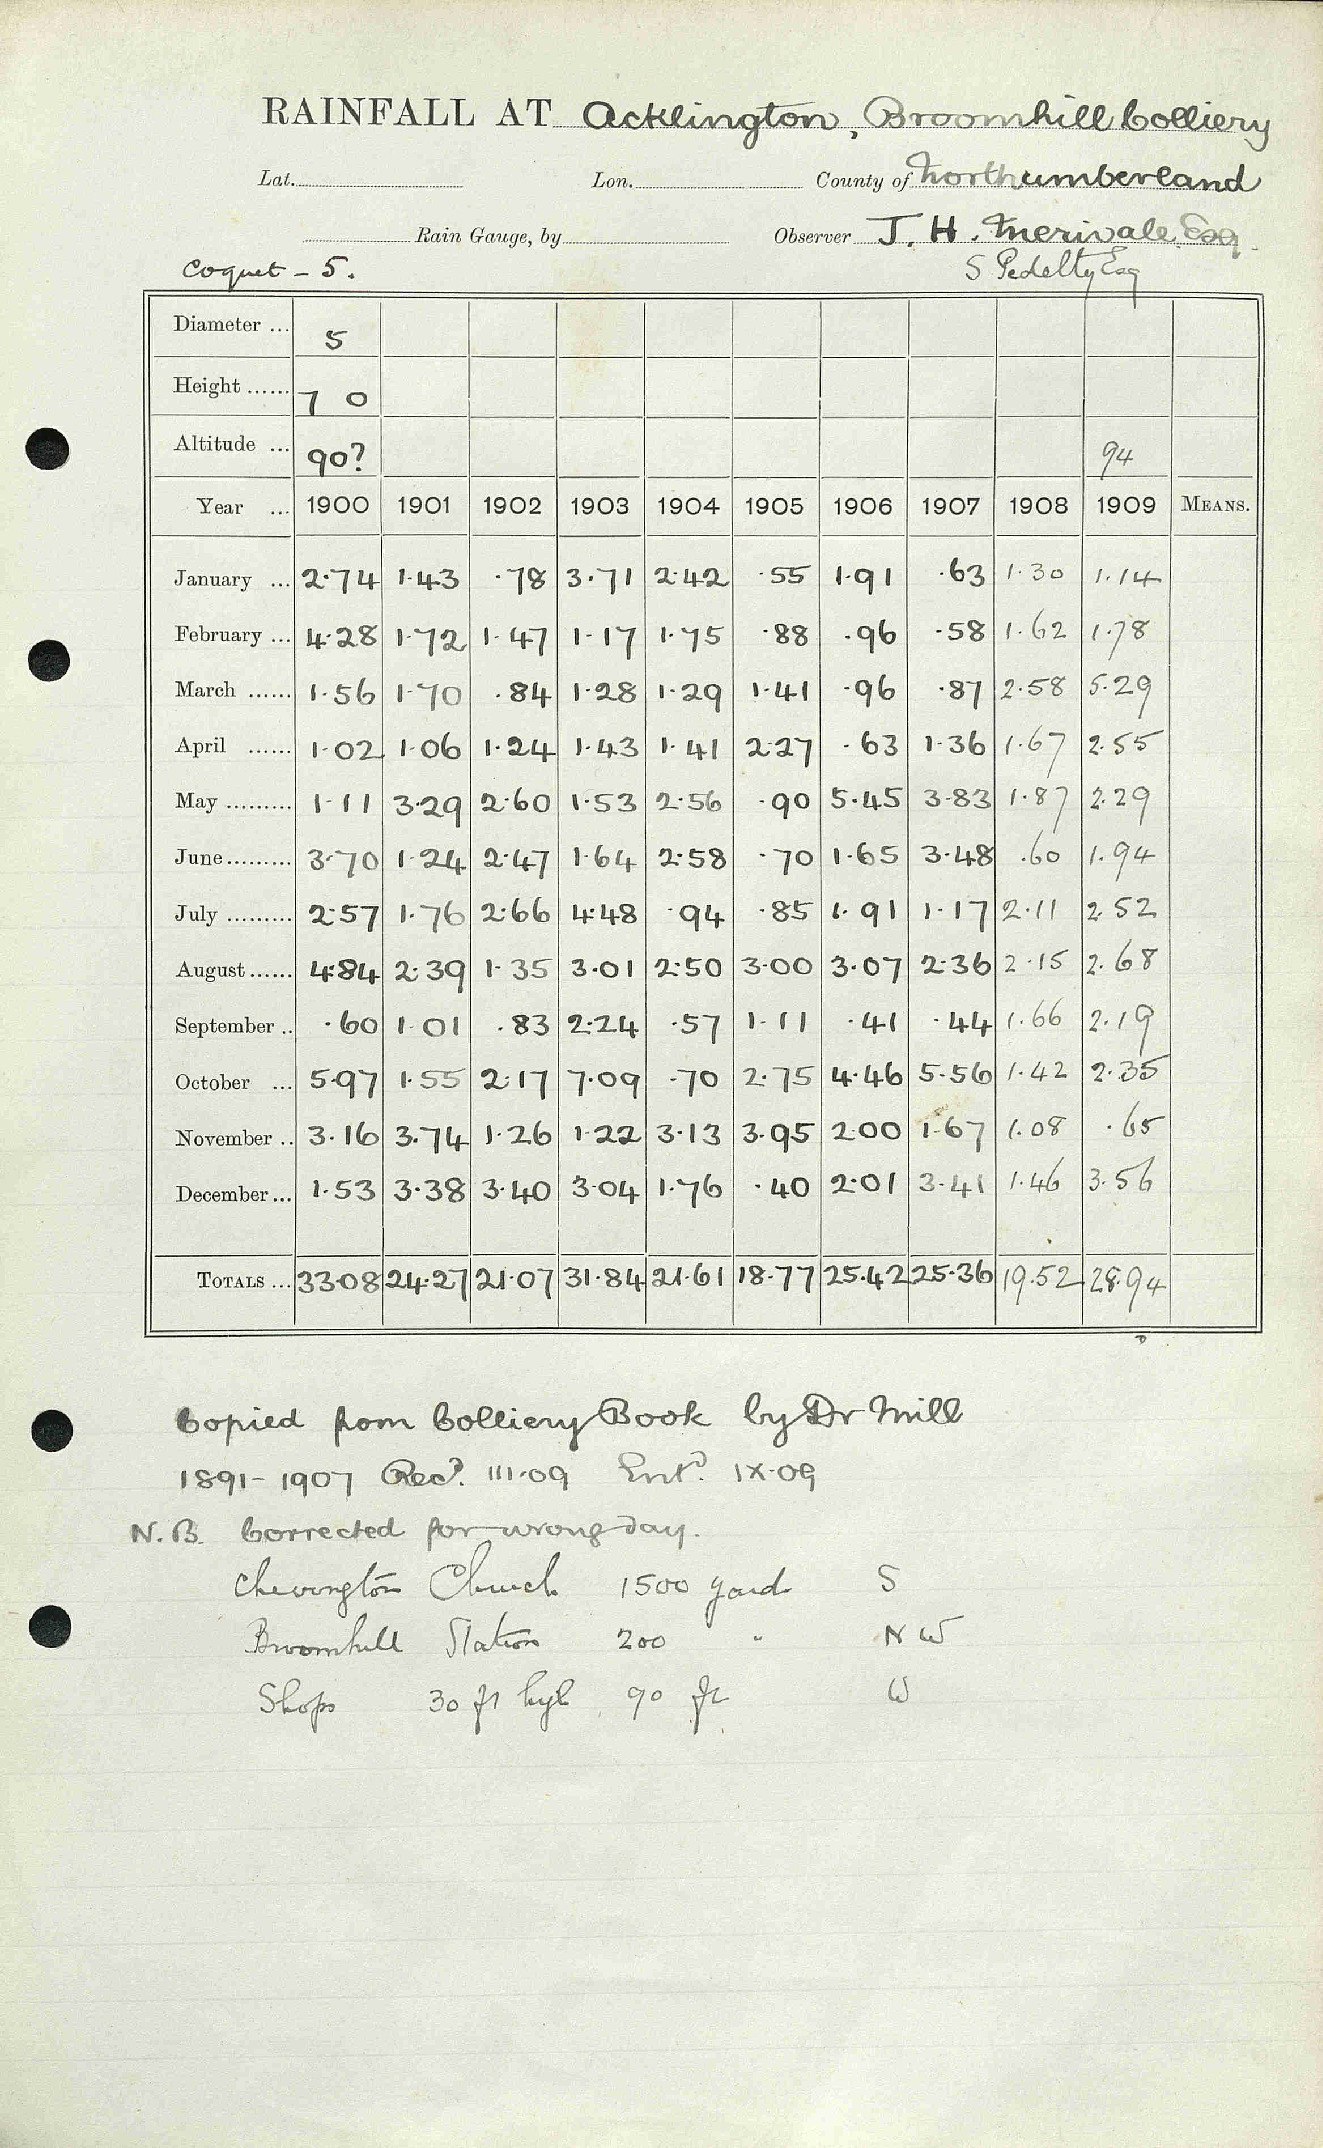 RAINFALL AT Acklington, Broomhill Colliery
Lat. Lon. County of Northumberland
Rain Gauge, by Observer J. H. Merivale Esq.
Coquet - 5. S Pedelty Esq
Diameter ... 5
Height ...... 7 0
Altitude ... 90? 94
Year ... 1900 1901 1902 1903 1904 1905 1906 1907 1908 1909 MEANS.
January ... 2.74 1.43 .78 3.71 2.42 .55 1.91 .63 1.30 1.14
February ... 4.28 1.72 1.47 1.17 1.75 .88 .96 .58 1.62 1.78
March ...... 1.56 1.70 .84 1.28 1.29 1.41 .96 .87 2.58 5.29
April ...... 1.02 1.06 1.24 1.43 1.41 2.27 .63 1.36 1.67 2.55
May ......... 1.11 3.29 2.60 1.53 2.56 .90 5.45 3.83 1.87 2.29
June ......... 3.70 1.24 2.47 1.64 2.58 .70 1.65 3.48 .60 1.94
July ......... 2.57 1.76 2.66 4.48 .94 .85 1.91 1.17 2.11 2.52
August ...... 4.84 2.39 1.35 3.01 2.50 3.00 3.07 2.36 2.15 2.68
September .. .60 1.01 .83 2.24 .57 1.11 .41 .44 1.66 2.19
October ... 5.97 1.55 2.17 7.09 .70 2.75 4.46 5.56 1.42 2.35
November .. 3.16 3.74 1.26 1.22 3.13 3.95 2.00 1.67 1.08 .65
December ... 1.53 3.38 3.40 3.04 1.76 .40 2.01 3.41 1.46 3.56
TOTALS ... 33.08 24.27 21.07 31.84 21.61 18.77 25.42 25.36 19.52 28.94
Copied from Colliery Book by Dr Mill
1891-1907 Recd. III.09 Entd. IX.09
N.B. Corrected for wrong day.
Chevington Church 1500 yards S
Broomhill Station 200 " NW
Shops 30 ft high 90 ft W